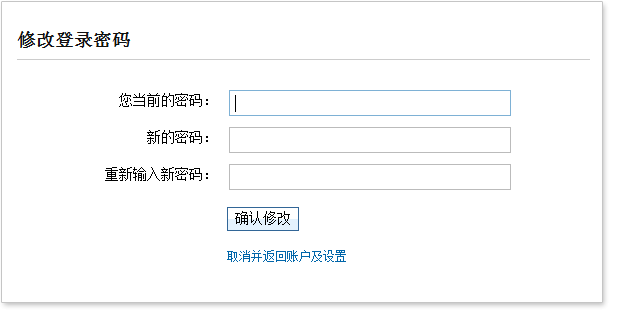 修改登录密码
您当前的密码：
新的密码：
重新输入新密码：
确认修改
取消并返回账户及设置